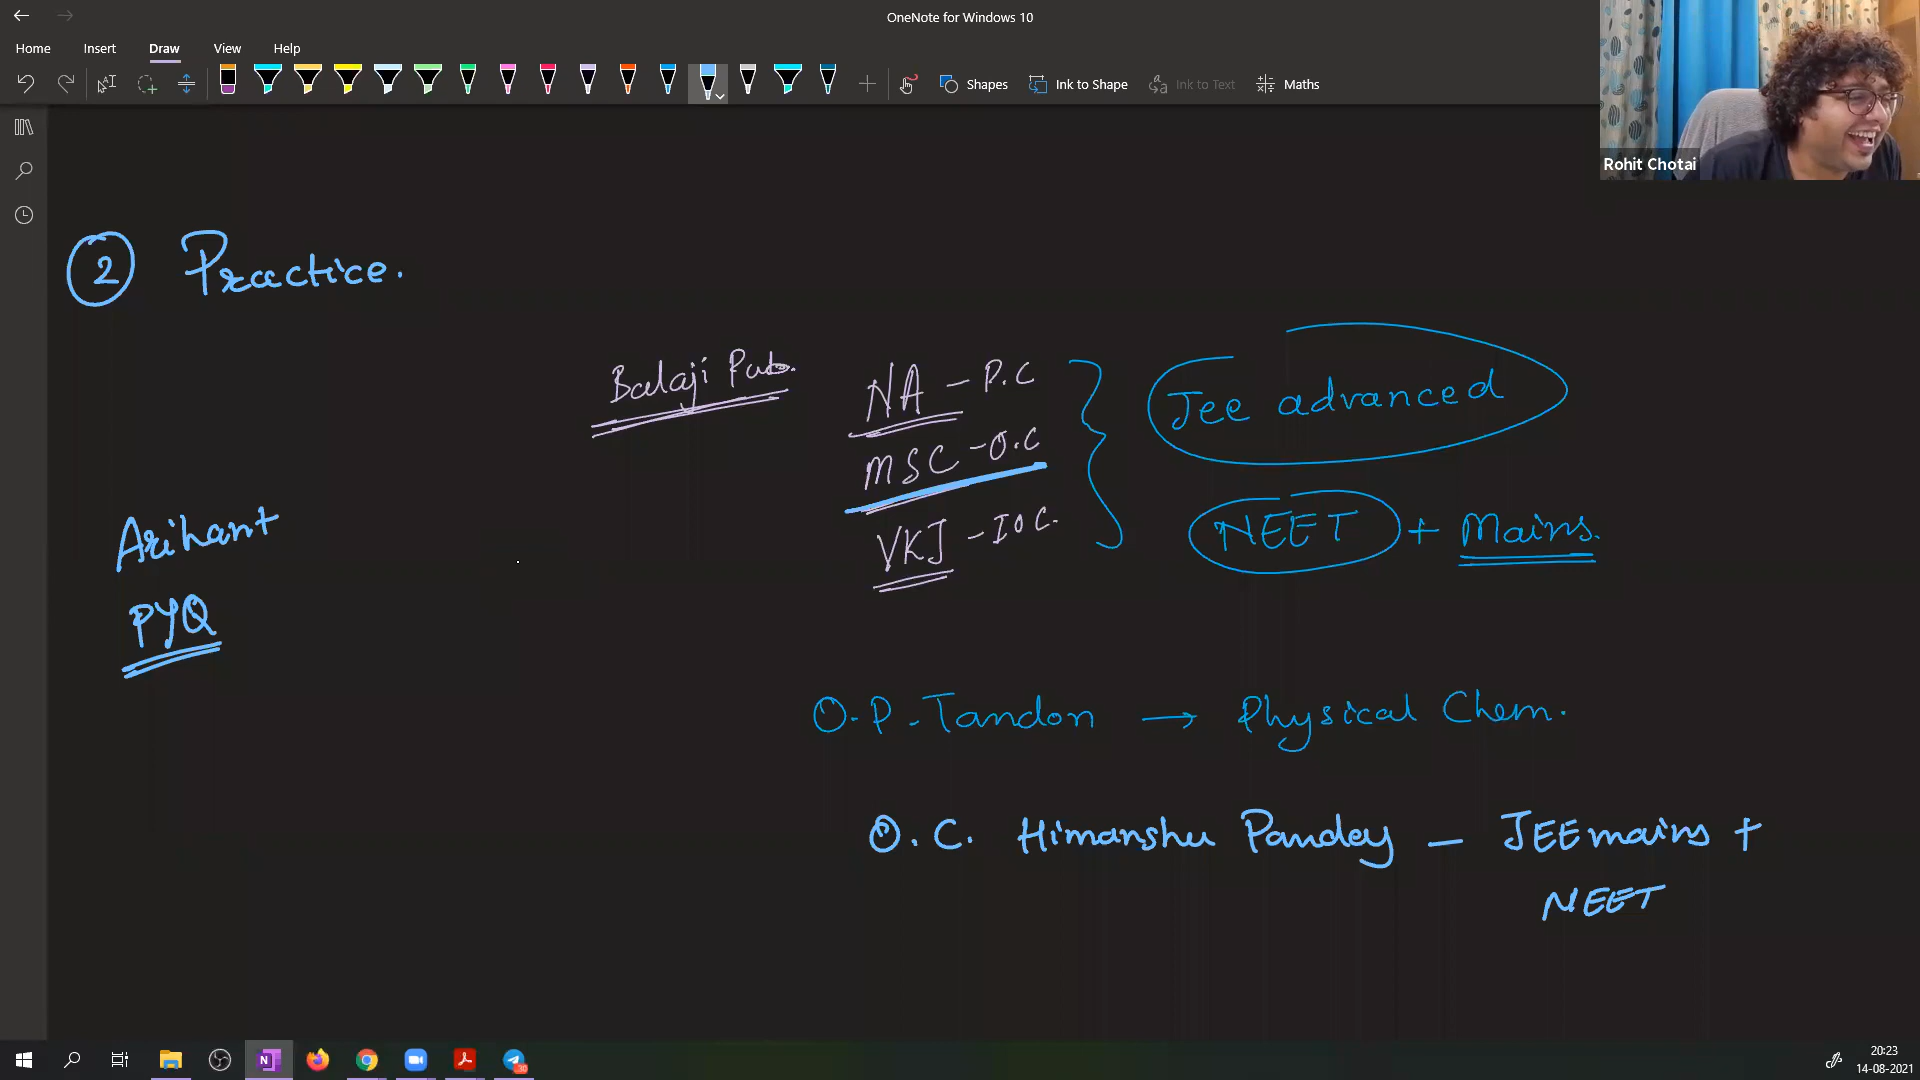 OneNote for Windows 10
Home Insert Draw View Help
Shapes Ink to Shape Ink to Text Maths
Rohit Chotai
2 Practice.
Balaji Pub. NA - P.C
MSC - O.C
VKJ - IOC.
Jee advanced
NEET + Mains.
Arihant
PYQ
O.P. Tandon → Physical Chem.
O.C. Himanshu Pandey - JEE mains +
NEET
20:23
14-08-2021